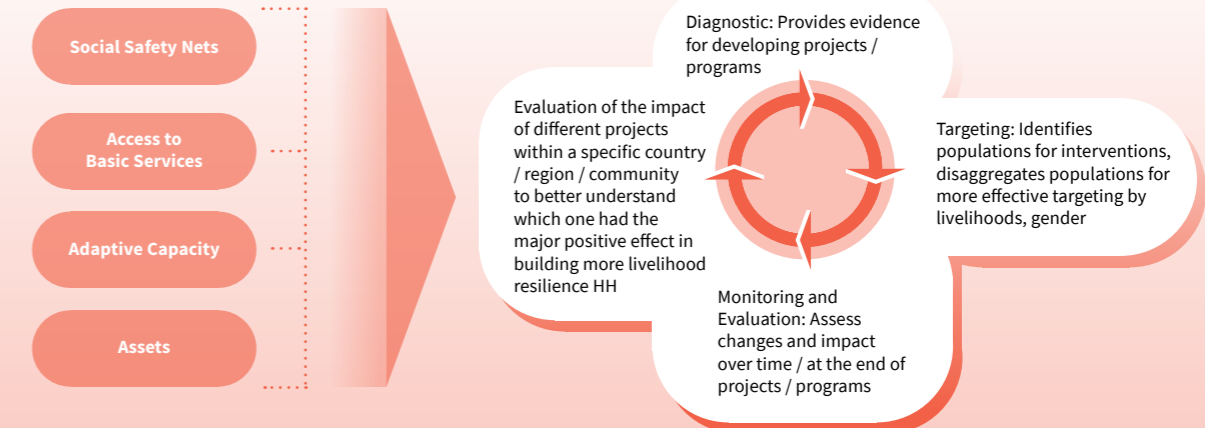 Social Safety Nets
Access to
Basic Services
Adaptive Capacity
Assets
Diagnostic: Provides evidence
for developing projects /
programs
Targeting: Identifies
populations for interventions,
disaggregates populations for
more effective targeting by
livelihoods, gender
Monitoring and
Evaluation: Assess
changes and impact
over time / at the end of
projects / programs
Evaluation of the impact
of different projects
within a specific country
/ region / community
to better understand
which one had the
major positive effect in
building more livelihood
resilience HH